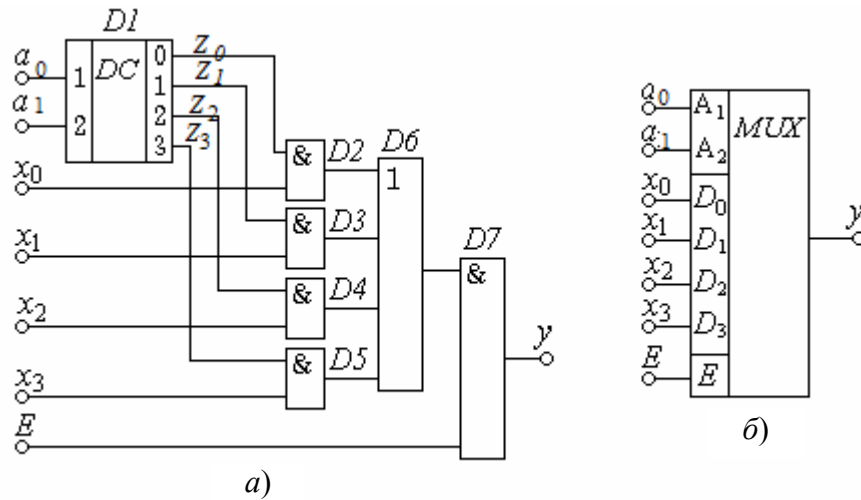 D1
a0
a1
1
2
DC
0
1
2
3
Z0
Z1
Z2
Z3
x0
x1
x2
x3
E
& D2
& D3
& D4
& D5
D6
1
D7
&
y
а)
a0
a1
x0
x1
x2
x3
E
A1
A2
D0
D1
D2
D3
E
MUX
y
б)